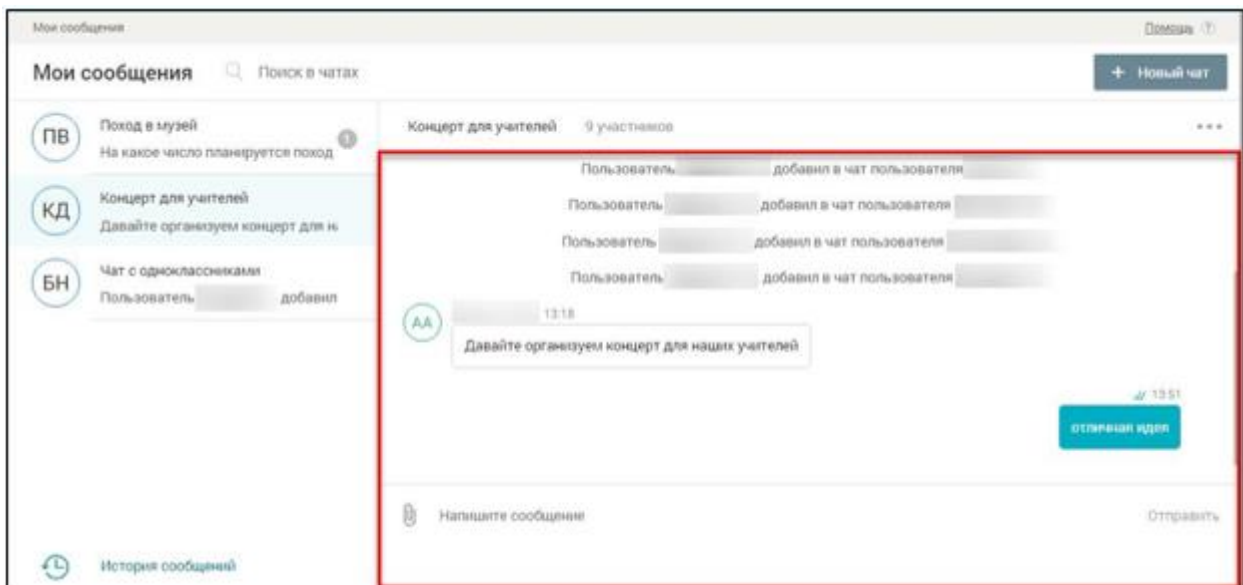 Мои сообщения
Помощь ?
Мои сообщения
Поиск в чатах
+ Новый чат
ПВ
Поход в музей
На какое число планируется поход
1
КД
Концерт для учителей
Давайте организуем концерт для н
БН
Чат с одноклассниками
Пользователь добавил
История сообщений
Концерт для учителей 9 участников
Пользователь добавил в чат пользователя
Пользователь добавил в чат пользователя
Пользователь добавил в чат пользователя
Пользователь добавил в чат пользователя
АА
13:18
Давайте организуем концерт для наших учителей
13:51
отличная идея
Напишите сообщение
Отправить